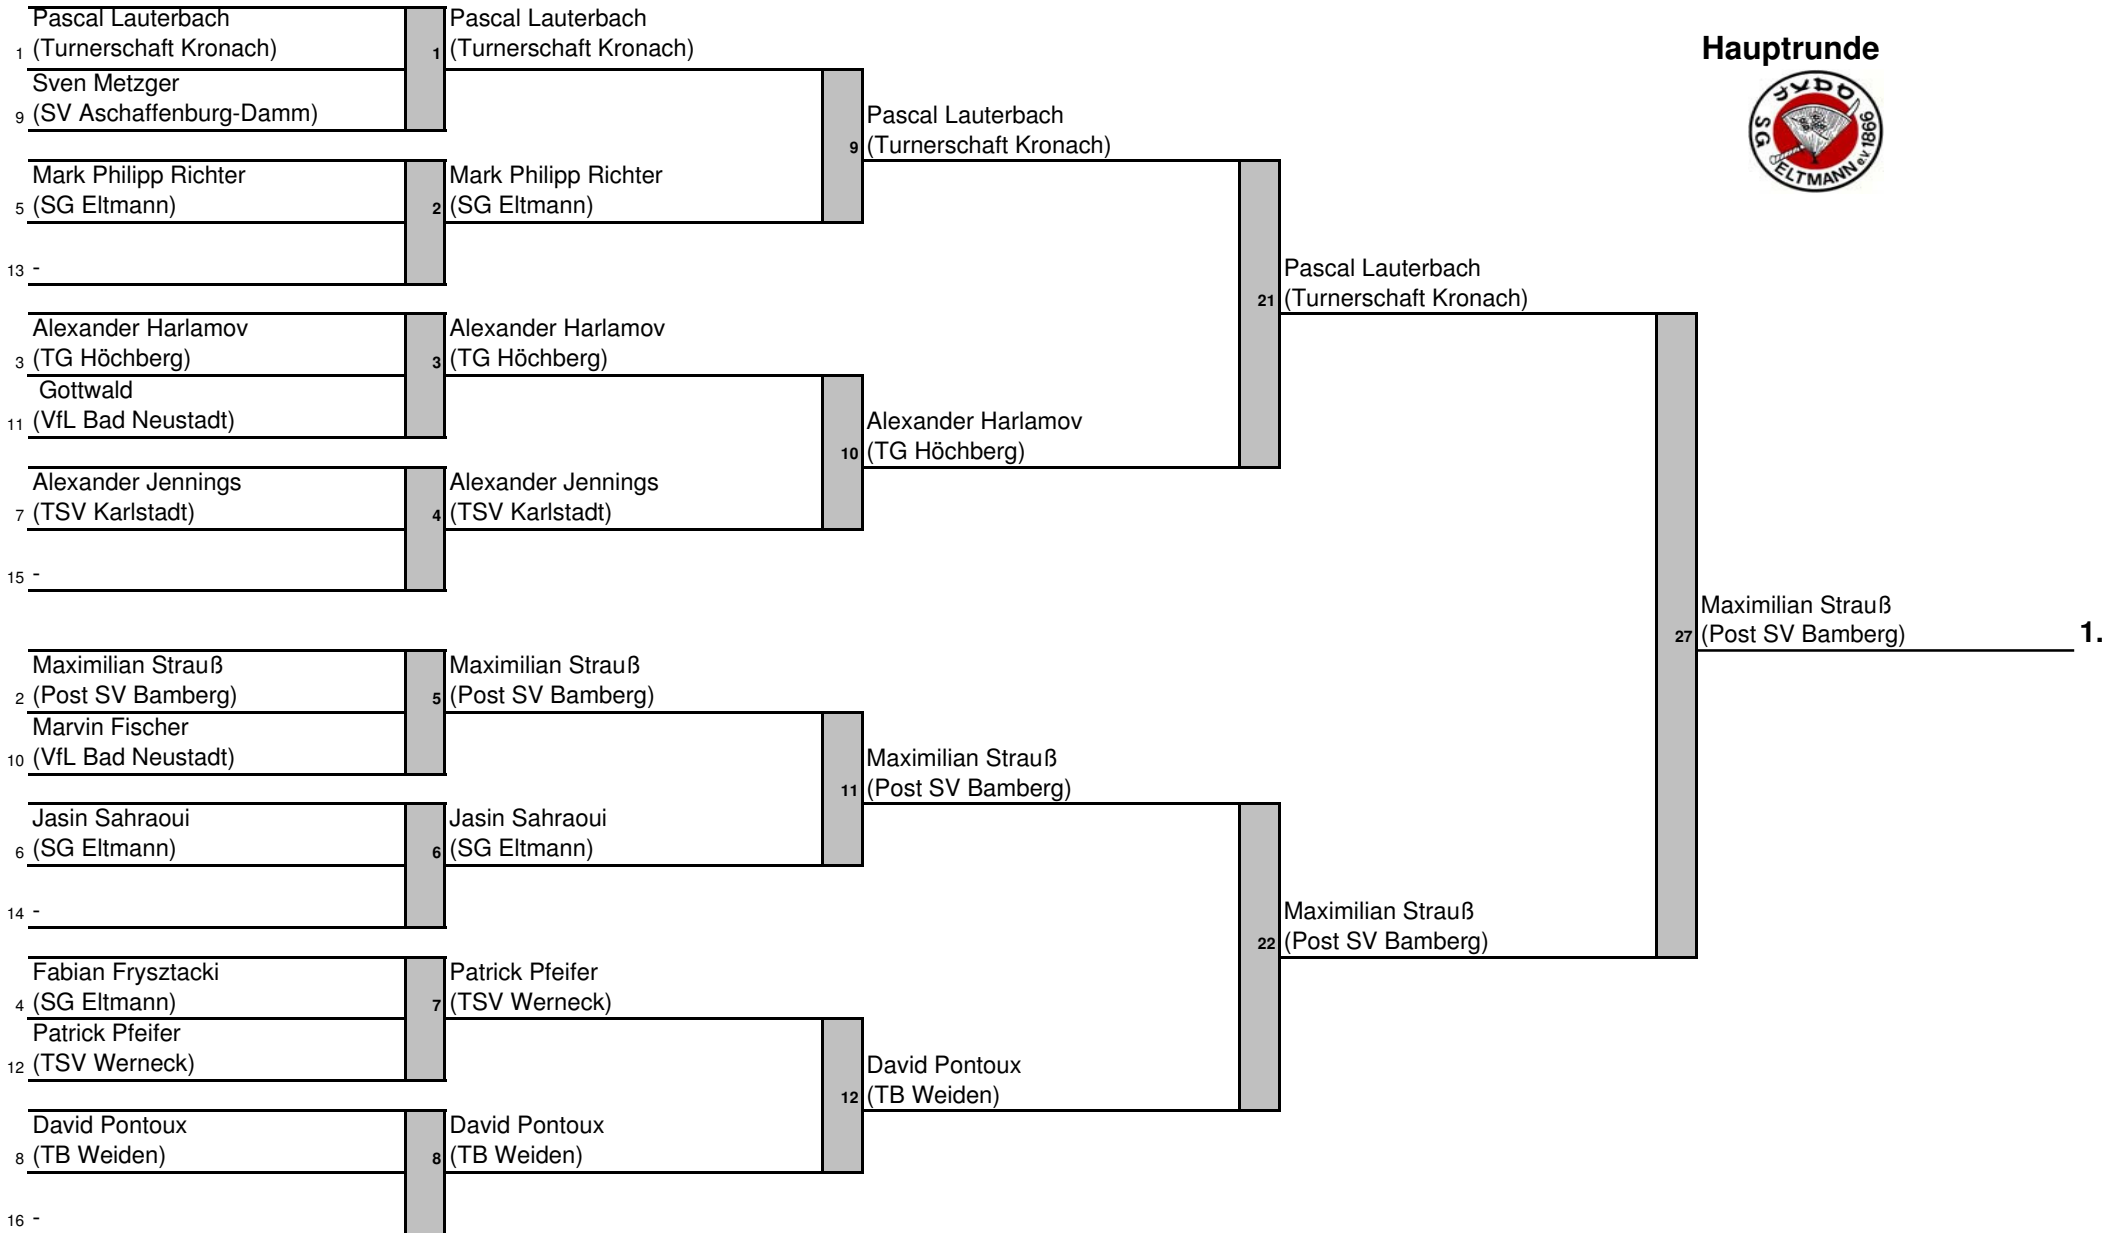 Pascal Lauterbach
1 (Turnerschaft Kronach)
Sven Metzger
9 (SV Aschaffenburg-Damm)
Mark Philipp Richter
5 (SG Eltmann)
13 -
Alexander Harlamov
3 (TG Höchberg)
Gottwald
11 (VfL Bad Neustadt)
Alexander Jennings
7 (TSV Karlstadt)
15 -
Maximilian Strauß
2 (Post SV Bamberg)
Marvin Fischer
10 (VfL Bad Neustadt)
Jasin Sahraoui
6 (SG Eltmann)
14 -
Fabian Frysztacki
4 (SG Eltmann)
Patrick Pfeifer
12 (TSV Werneck)
David Pontoux
8 (TB Weiden)
16 -
Pascal Lauterbach
1 (Turnerschaft Kronach)
Mark Philipp Richter
2 (SG Eltmann)
Alexander Harlamov
3 (TG Höchberg)
Alexander Jennings
4 (TSV Karlstadt)
Maximilian Strauß
5 (Post SV Bamberg)
Jasin Sahraoui
6 (SG Eltmann)
Patrick Pfeifer
7 (TSV Werneck)
David Pontoux
8 (TB Weiden)
Pascal Lauterbach
9 (Turnerschaft Kronach)
Alexander Harlamov
10 (TG Höchberg)
Maximilian Strauß
11 (Post SV Bamberg)
David Pontoux
12 (TB Weiden)
Pascal Lauterbach
21 (Turnerschaft Kronach)
Maximilian Strauß
22 (Post SV Bamberg)
Hauptrunde
JUDO
SG ELTMANN e.V. 1866
Maximilian Strauß
27 (Post SV Bamberg) 1.